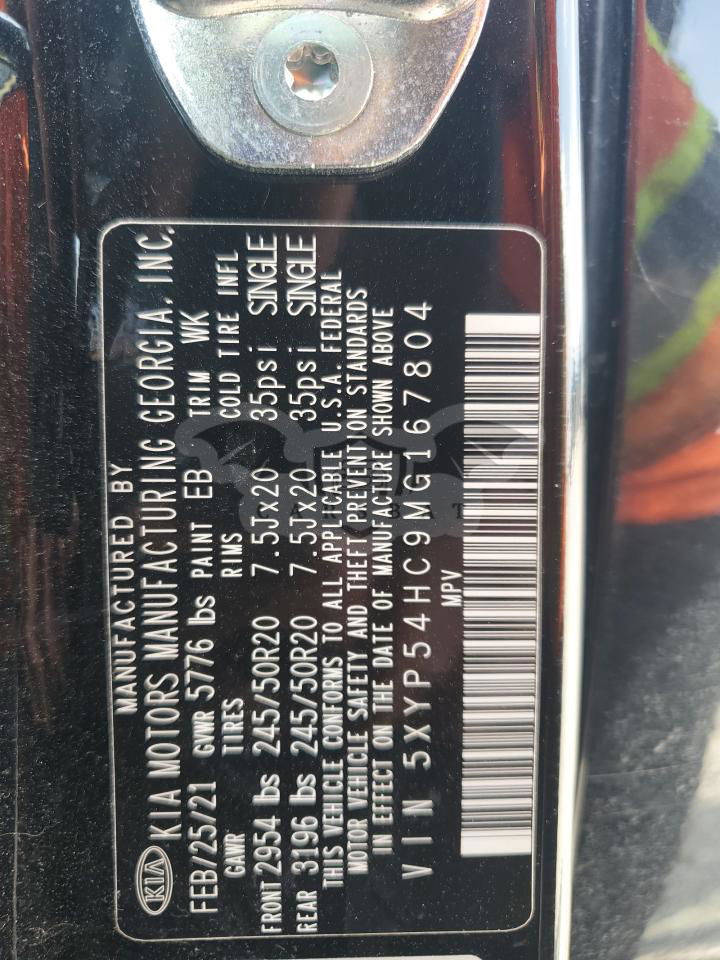 MANUFACTURED BY
KIA KIA MOTORS MANUFACTURING GEORGIA, INC.
FEB/25/21 GVWR 5776 lbs PAINT EB TRIM WK
GAWR TIRES RIMS COLD TIRE INFL
FRONT 2954 lbs 245/50R20 7.5Jx20 35psi SINGLE
REAR 3196 lbs 245/50R20 7.5Jx20 35psi SINGLE
THIS VEHICLE CONFORMS TO ALL APPLICABLE U.S.A. FEDERAL
MOTOR VEHICLE SAFETY AND THEFT PREVENTION STANDARDS
IN EFFECT ON THE DATE OF MANUFACTURE SHOWN ABOVE
VIN 5XYP54HC9MG167804
MPV